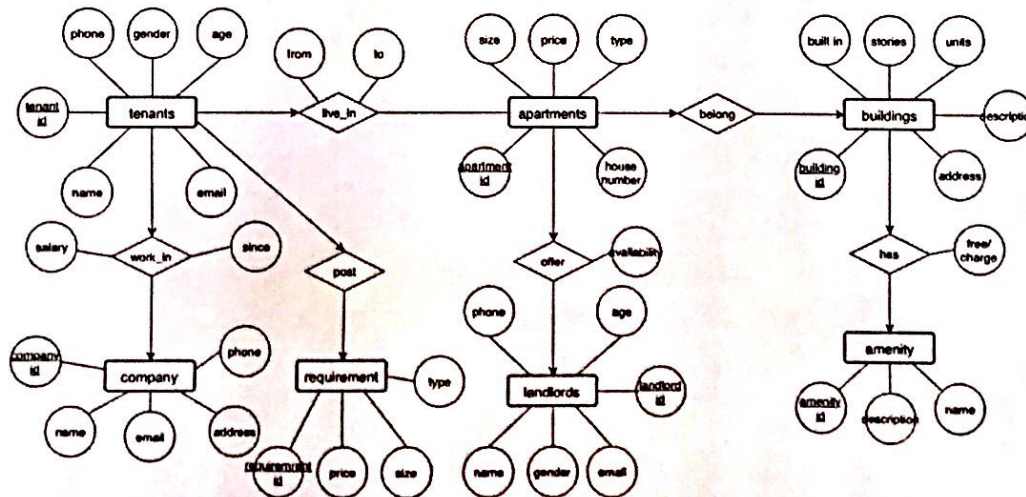 phone
gender
age
from
to
size
price
type
built in
stories
units
tenant
id
tenants
live_in
apartments
belong
buildings
description
name
email
apartment
id
house
number
building
id
address
salary
work_in
since
post
offer
availability
has
free/
charge
phone
age
company
id
company
phone
requirement
type
landlords
landlord
id
amenity
name
email
address
requirement
id
price
size
name
gender
email
amenity
id
description
name